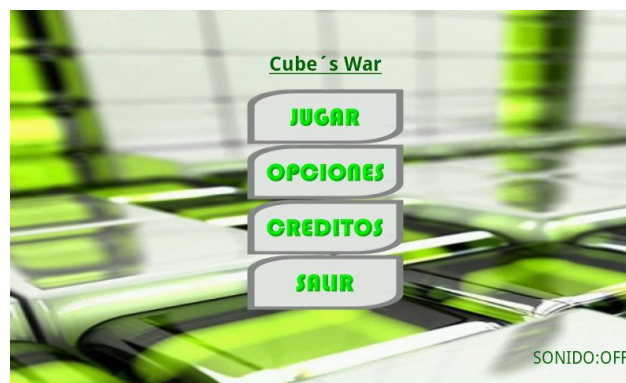 Cube´s War
JUGAR
OPCIONES
CREDITOS
SALIR
SONIDO:OFF